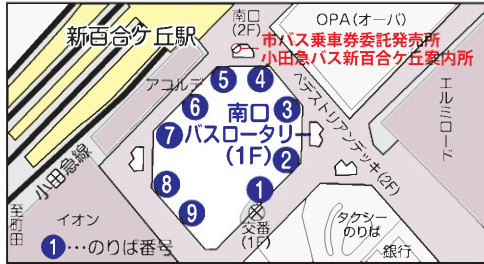 新百合ケ丘駅
南口
(2F)
OPA(オーパ)
市バス乗車券委託発売所
小田急バス新百合ケ丘案内所
アコルデ
5
4
6
3
南口
バスロータリー
(1F)
7
2
8
1
9
ペデストリアンデッキ(2F)
エルミロード
小田急線
至町田
イオン
交番
(1F)
タクシー
のりば
銀行
1…のりば番号